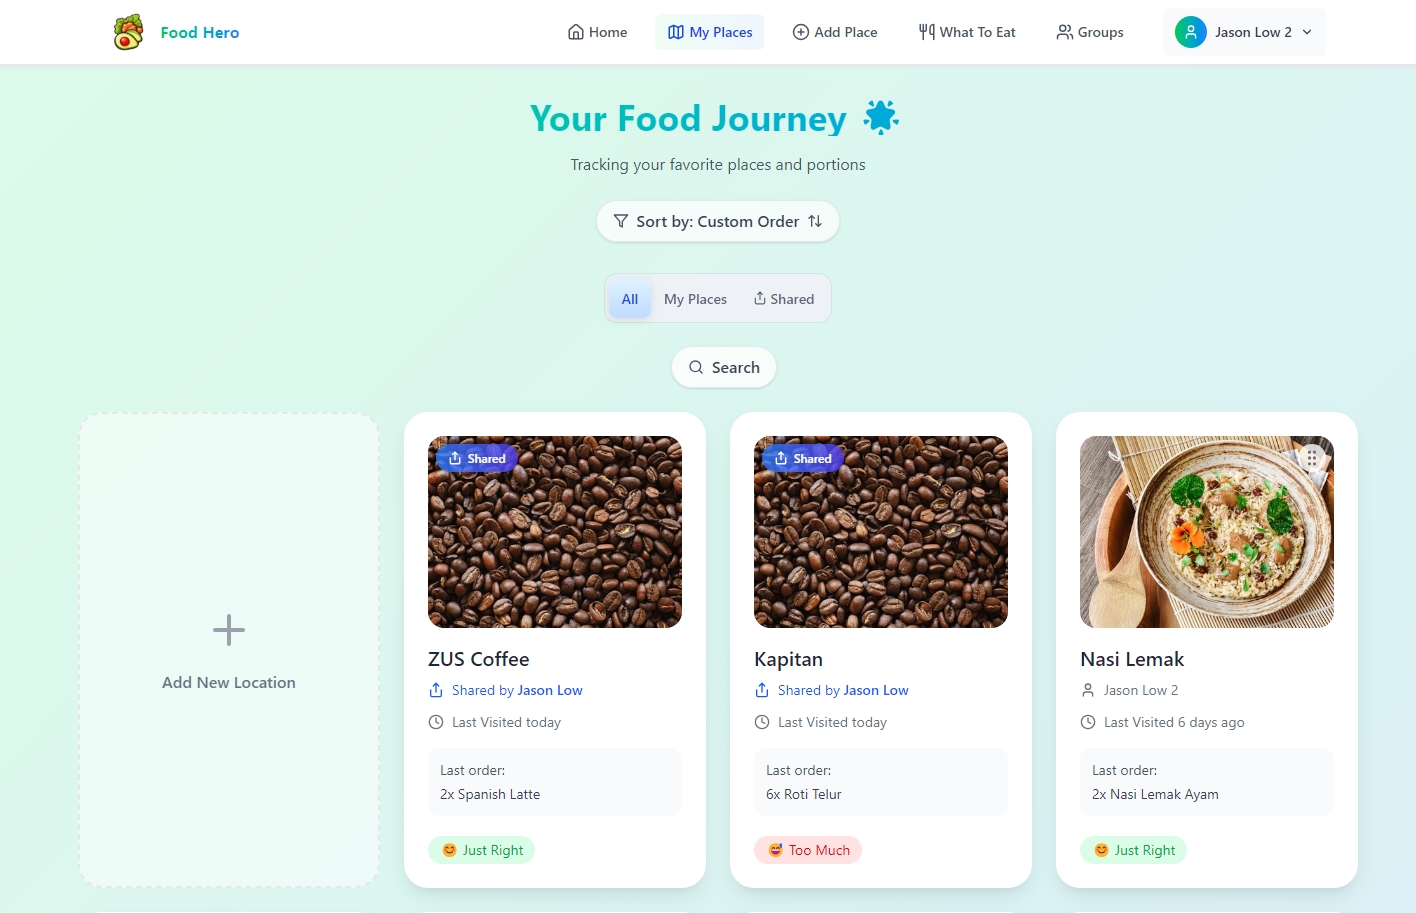 Food Hero
Home
My Places
Add Place
What To Eat
Groups
Jason Low 2
Your Food Journey
Tracking your favorite places and portions
Sort by: Custom Order
All
My Places
Shared
Search
Add New Location
Shared
ZUS Coffee
Shared by Jason Low
Last Visited today
Last order:
2x Spanish Latte
😊 Just Right
Shared
Kapitan
Shared by Jason Low
Last Visited today
Last order:
6x Roti Telur
😅 Too Much
Nasi Lemak
Jason Low 2
Last Visited 6 days ago
Last order:
2x Nasi Lemak Ayam
😊 Just Right